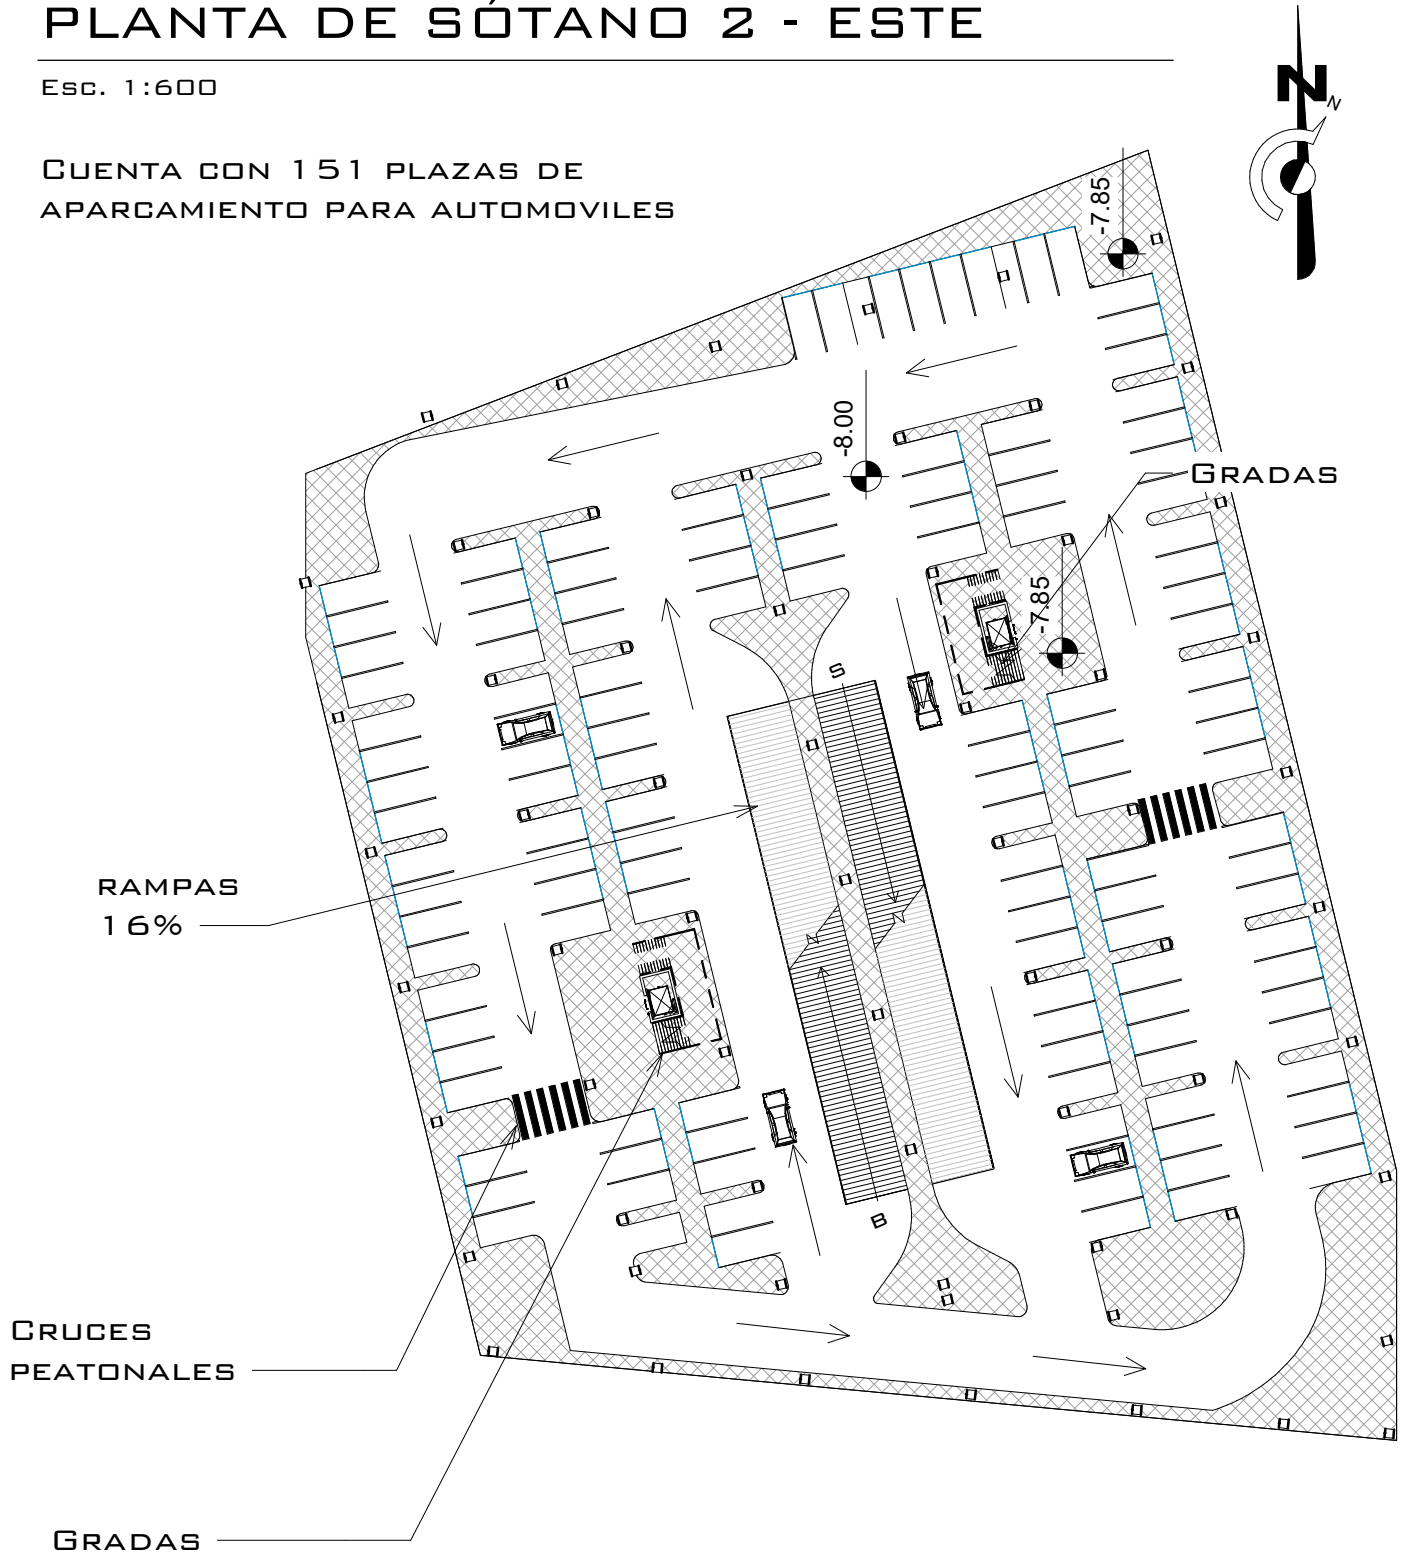 PLANTA DE SÓTANO 2 - ESTE
Esc. 1:600
CUENTA CON 151 PLAZAS DE
APARCAMIENTO PARA AUTOMOVILES
N
N
-7.85
-8.00
GRADAS
-7.85
S
RAMPAS
16%
B
CRUCES
PEATONALES
GRADAS